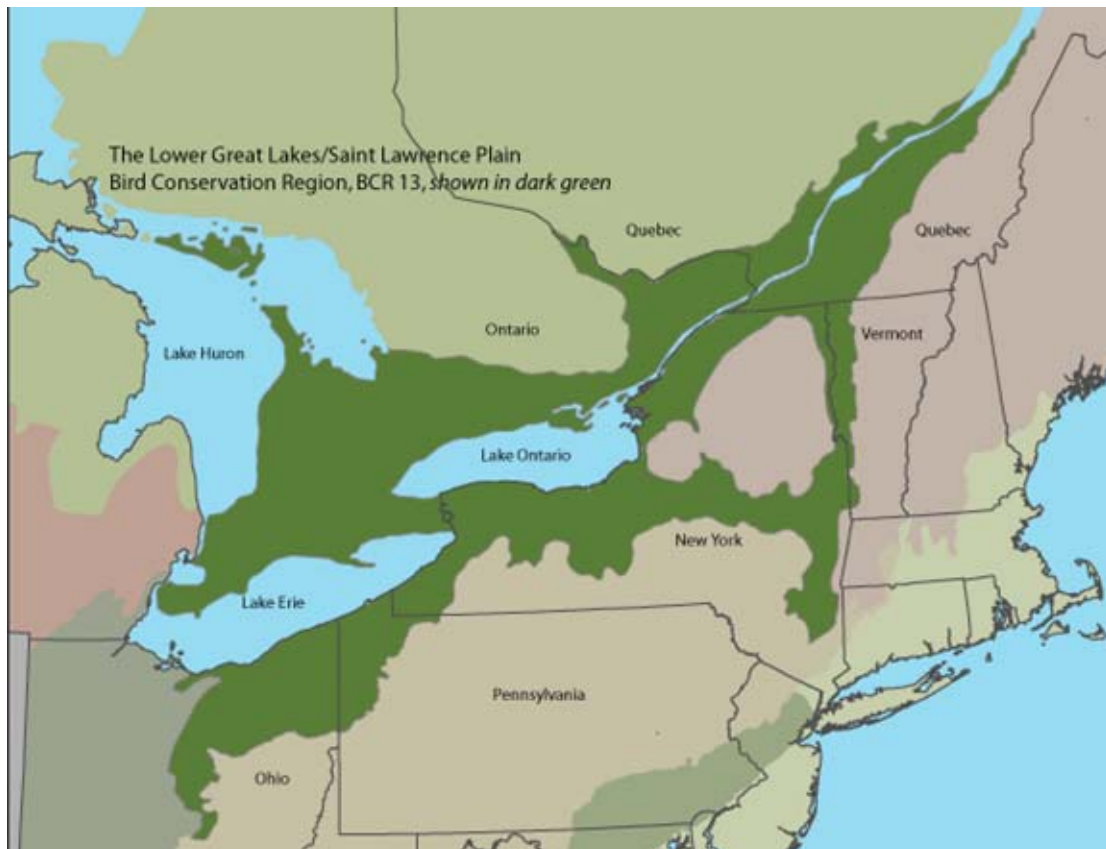 The Lower Great Lakes/Saint Lawrence Plain
Bird Conservation Region, BCR 13, shown in dark green
Quebec
Quebec
Ontario
Vermont
Lake Huron
Lake Ontario
New York
Lake Erie
Pennsylvania
Ohio